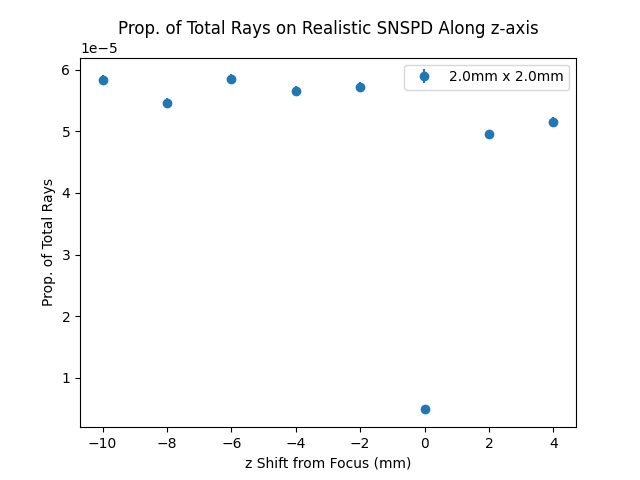 Prop. of Total Rays on Realistic SNSPD Along z-axis
1e−5
2.0mm x 2.0mm
6
5
4
3
2
1
Prop. of Total Rays
−10 −8 −6 −4 −2 0 2 4
z Shift from Focus (mm)